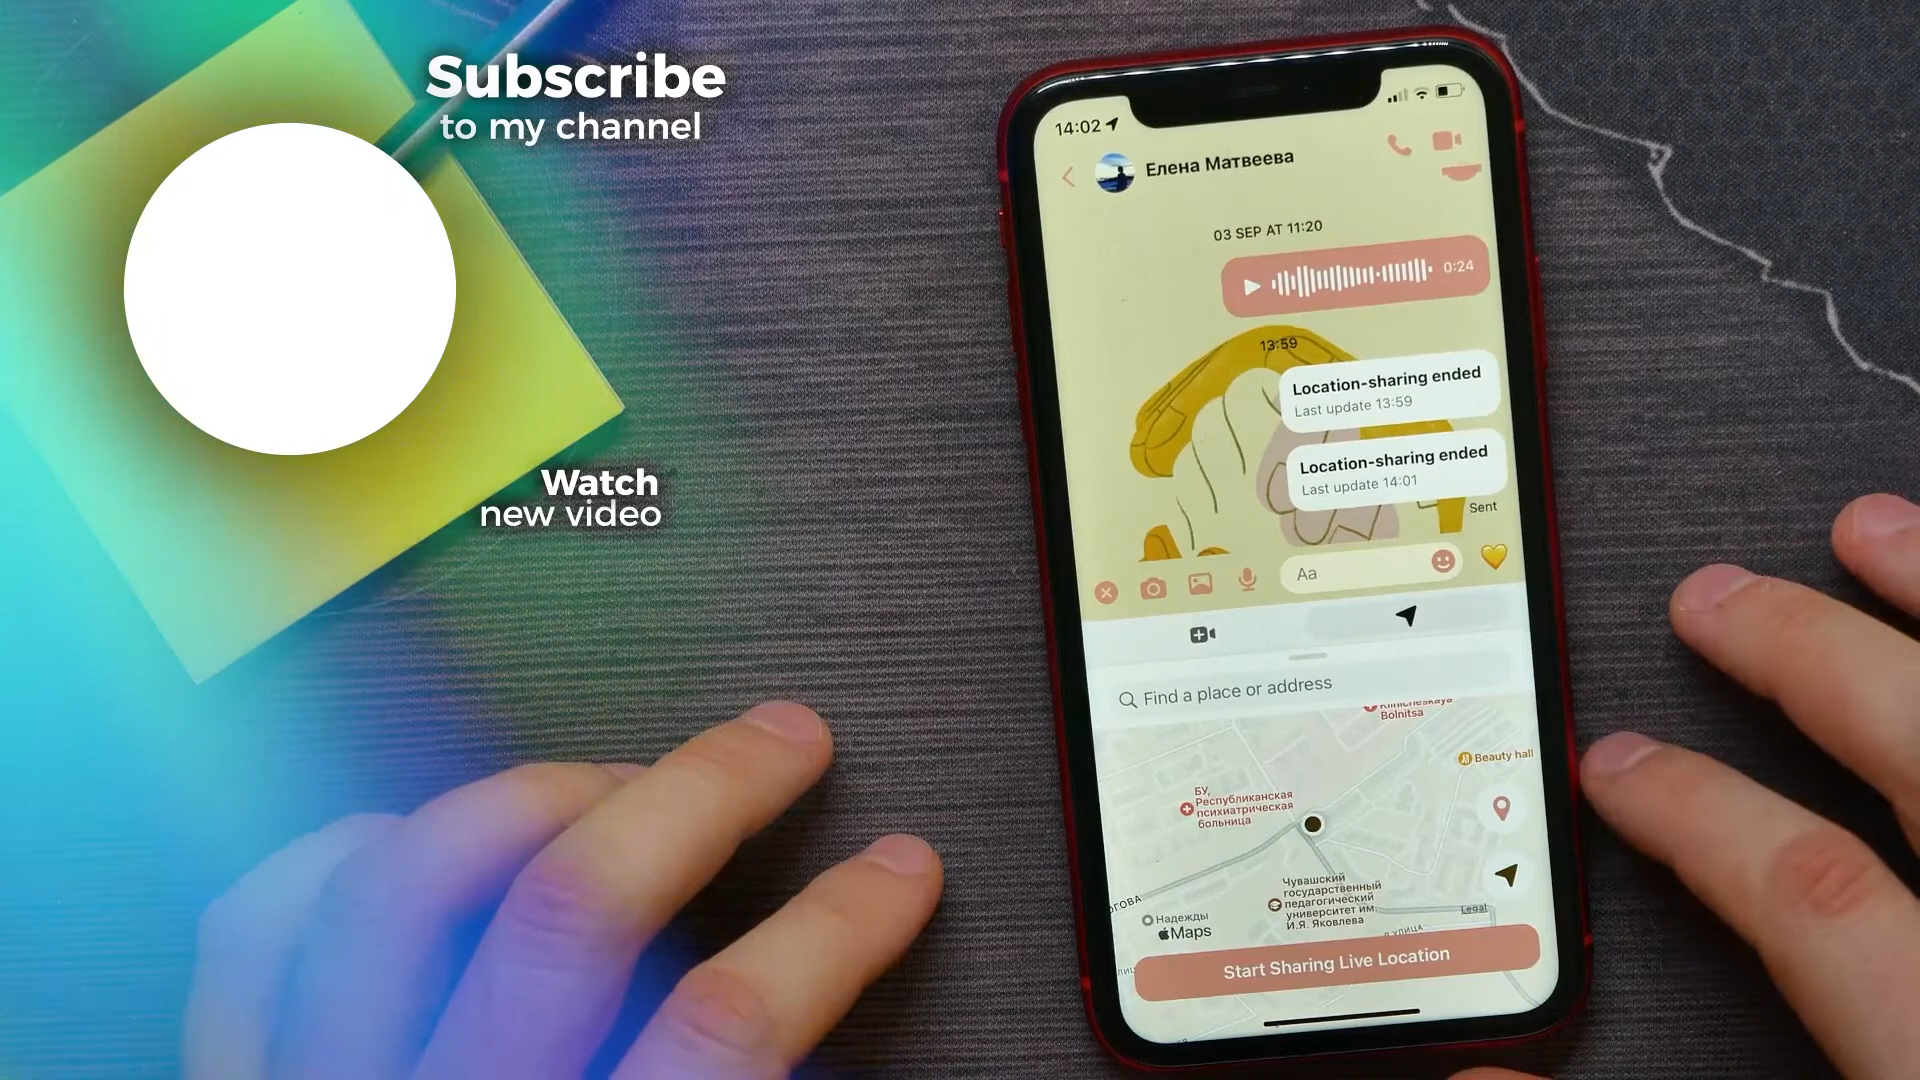 Subscribe
to my channel
Watch
new video
14:02
Елена Матвеева
03 SEP AT 11:20
0:24
13:59
Location-sharing ended
Last update 13:59
Location-sharing ended
Last update 14:01
Sent
Aa
Find a place or address
Klinicheskaya
Bolnitsa
Beauty hall
БУ,
Республиканская
психиатрическая
больница
Чувашский
государственный
педагогический
университет им.
И.Я. Яковлева
Надежды
Maps
Legal
Start Sharing Live Location